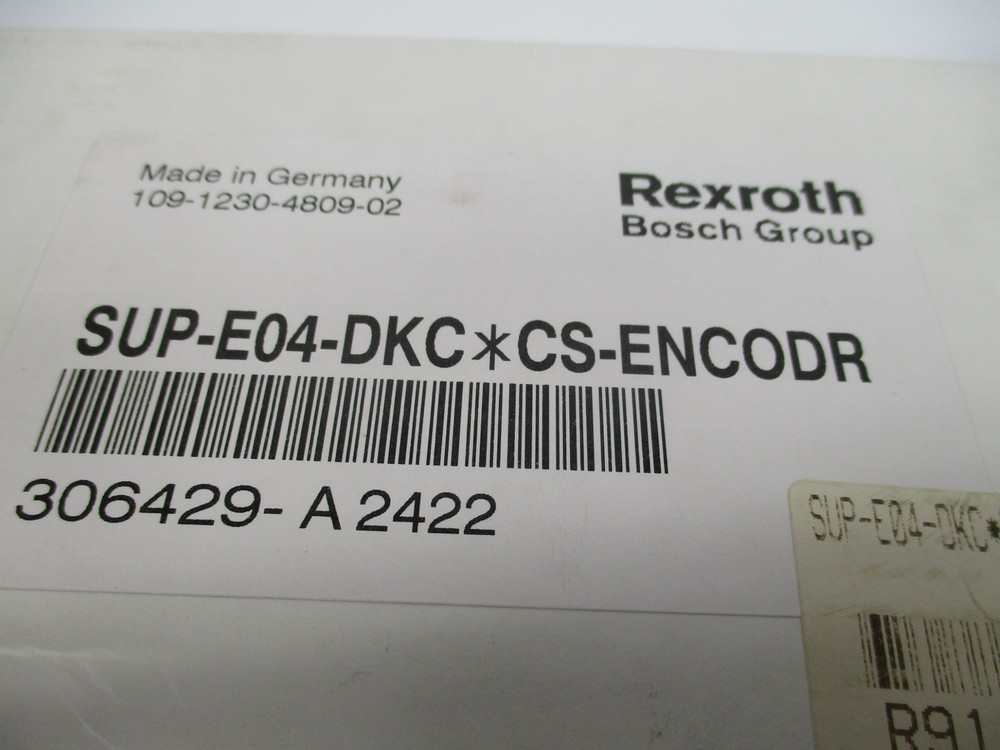 Made in Germany
109-1230-4809-02
Rexroth
Bosch Group
SUP-E04-DKC*CS-ENCODR
306429- A 2422
SUP-E04-DKC*
R91